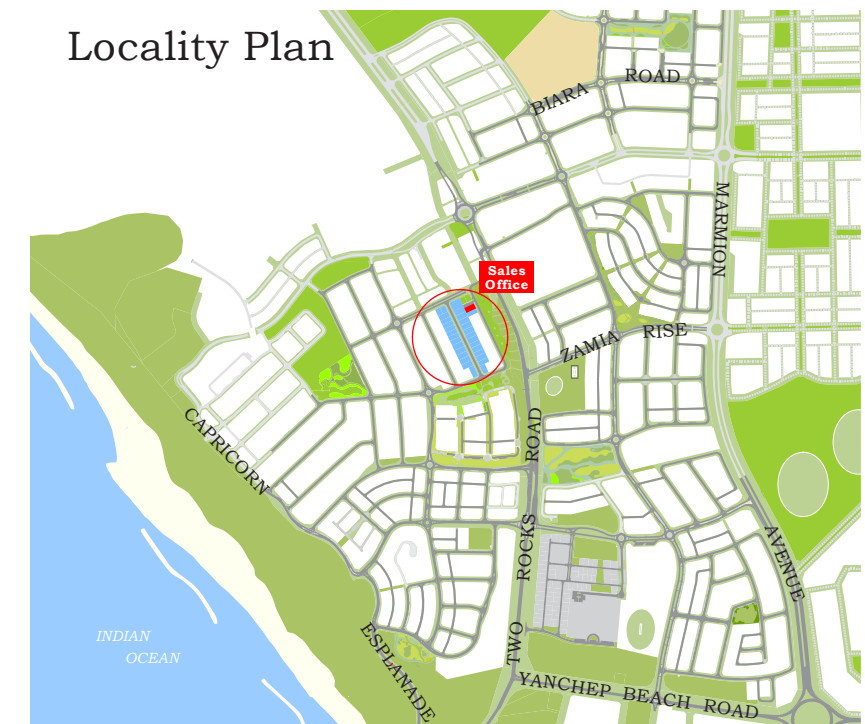 Locality Plan
BIARA ROAD
MARMION AVENUE
Sales
Office
ZAMIA RISE
CAPRICORN ESPLANADE
TWO ROCKS ROAD
INDIAN
OCEAN
YANCHEP BEACH ROAD